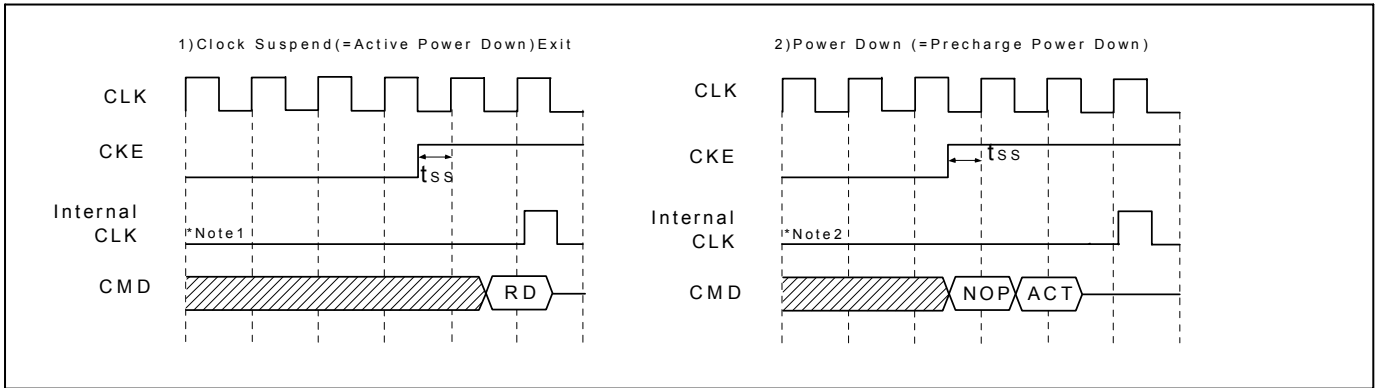 1)Clock Suspend(=Active Power Down)Exit
CLK
CKE
tss
Internal
CLK
*Note1
CMD
RD
2)Power Down (=Precharge Power Down)
CLK
CKE
tss
Internal
CLK
*Note2
CMD
NOP
ACT